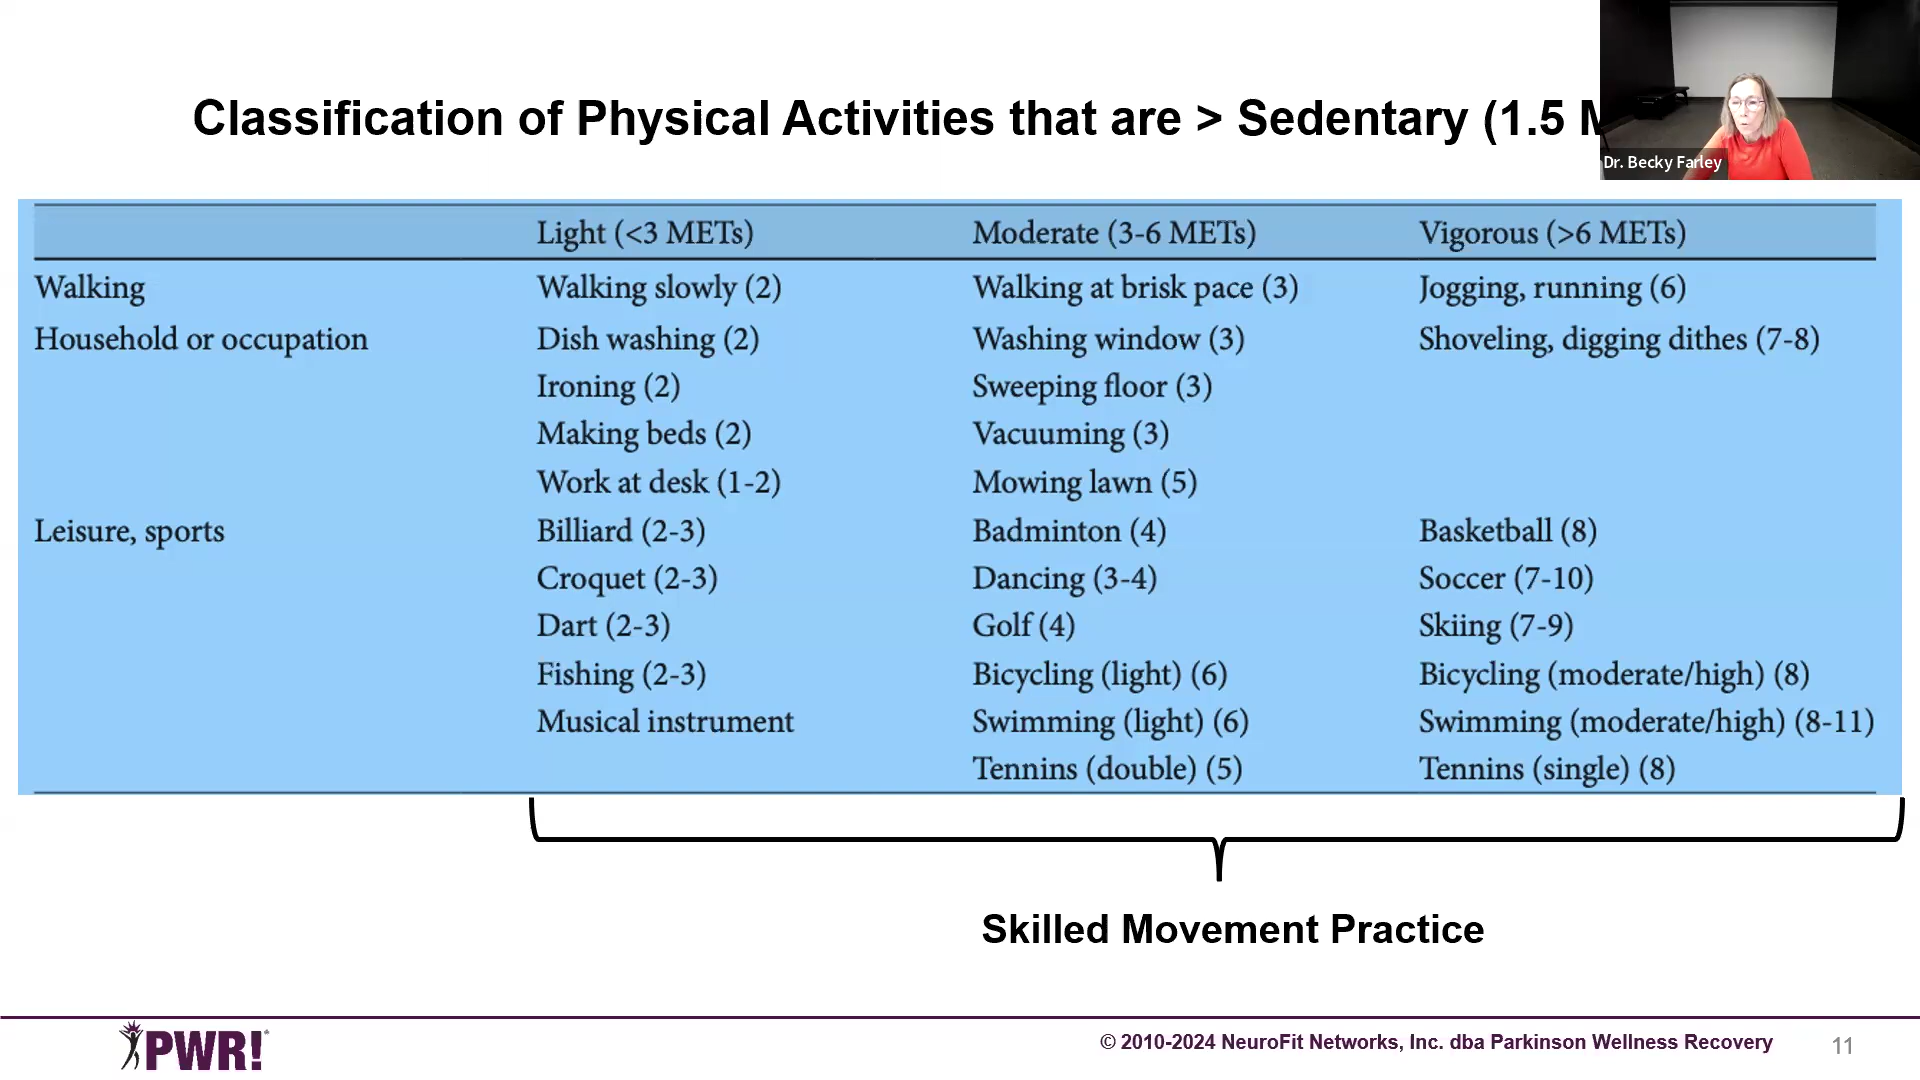 Classification of Physical Activities that are > Sedentary (1.5
Dr. Becky Farley
Light (<3 METs) Moderate (3-6 METs) Vigorous (>6 METs)
Walking Walking slowly (2) Walking at brisk pace (3) Jogging, running (6)
Household or occupation Dish washing (2) Washing window (3) Shoveling, digging dithes (7-8)
Ironing (2) Sweeping floor (3)
Making beds (2) Vacuuming (3)
Work at desk (1-2) Mowing lawn (5)
Leisure, sports Billiard (2-3) Badminton (4) Basketball (8)
Croquet (2-3) Dancing (3-4) Soccer (7-10)
Dart (2-3) Golf (4) Skiing (7-9)
Fishing (2-3) Bicycling (light) (6) Bicycling (moderate/high) (8)
Musical instrument Swimming (light) (6) Swimming (moderate/high) (8-11)
Tennins (double) (5) Tennins (single) (8)
Skilled Movement Practice
PWR!®
© 2010-2024 NeuroFit Networks, Inc. dba Parkinson Wellness Recovery 11